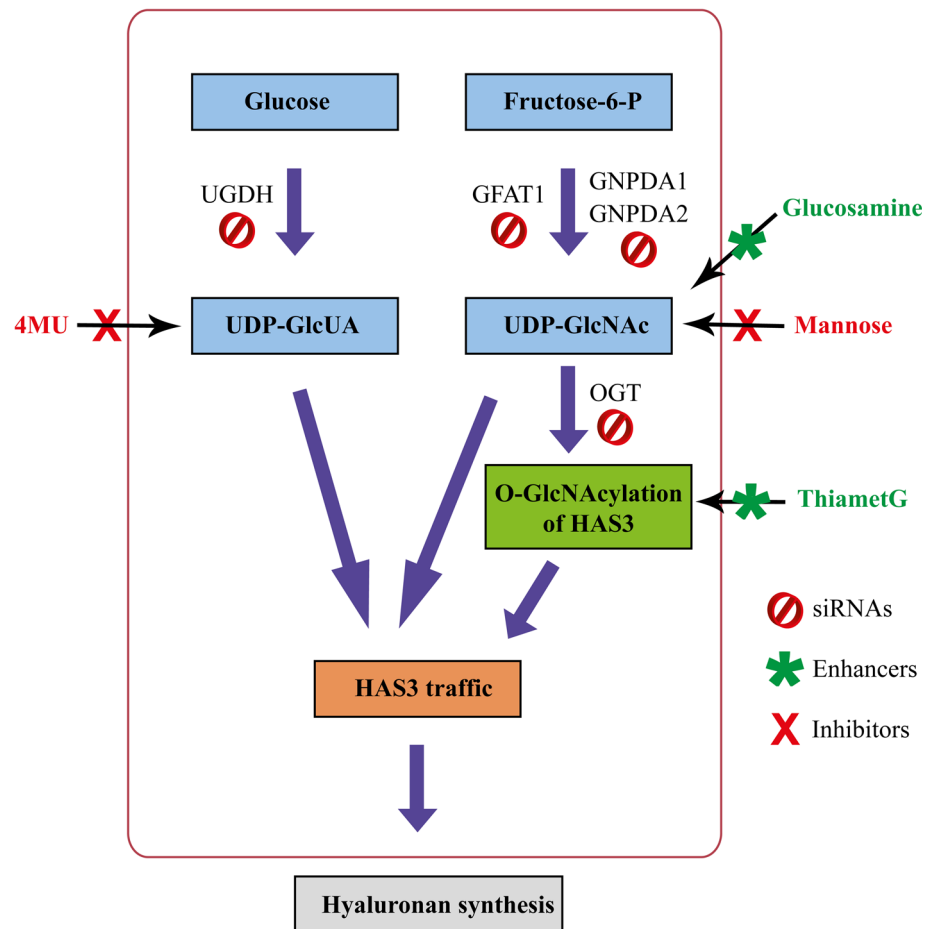 Glucose
Fructose-6-P
UGDH
GFAT1
GNPDA1
GNPDA2
Glucosamine
4MU
UDP-GlcUA
UDP-GlcNAc
Mannose
OGT
O-GlcNAcylation
of HAS3
ThiametG
siRNAs
Enhancers
Inhibitors
HAS3 traffic
Hyaluronan synthesis